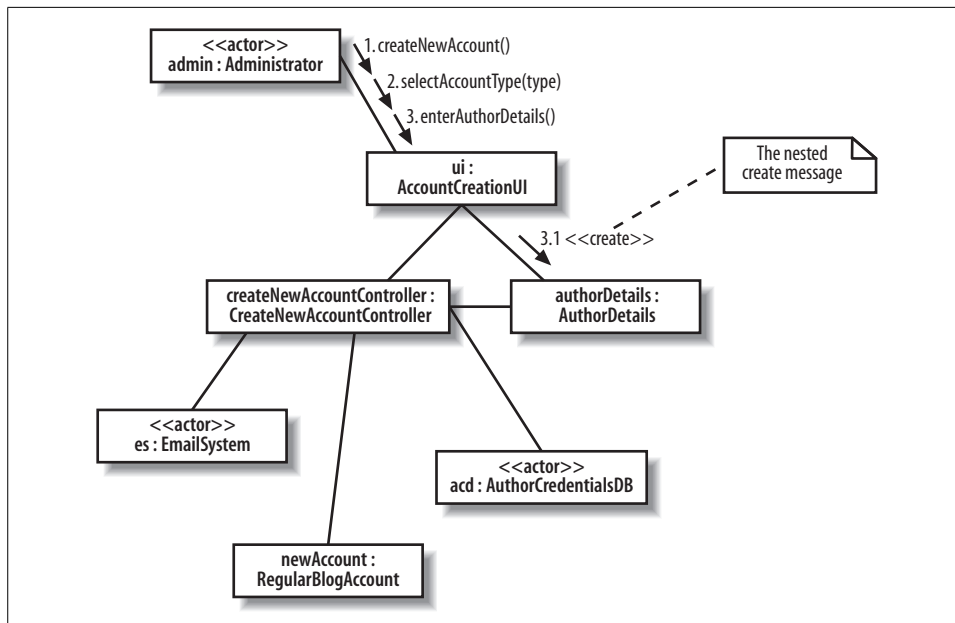 <<actor>>
admin : Administrator
1. createNewAccount()
2. selectAccountType(type)
3. enterAuthorDetails()
ui :
AccountCreationUI
The nested
create message
3.1 <<create>>
createNewAccountController :
CreateNewAccountController
authorDetails :
AuthorDetails
<<actor>>
es : EmailSystem
<<actor>>
acd : AuthorCredentialsDB
newAccount :
RegularBlogAccount